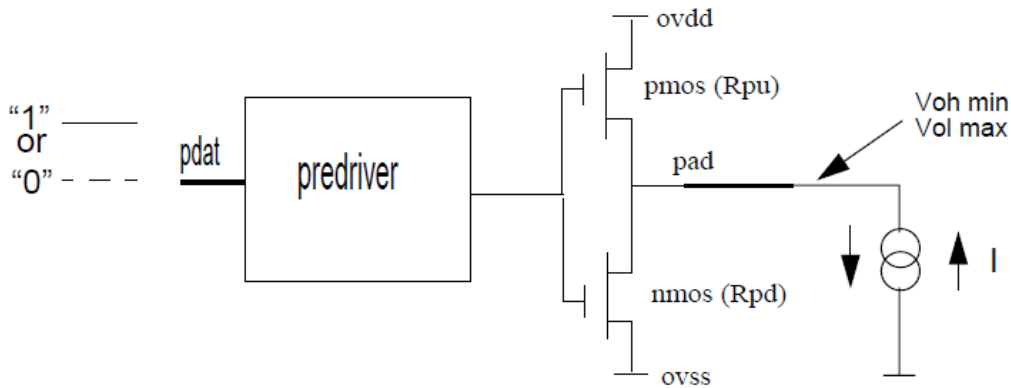 ovdd
pmos (Rpu)
Voh min
Vol max
“1”
or
“0”
pdat
predriver
pad
I
nmos (Rpd)
ovss